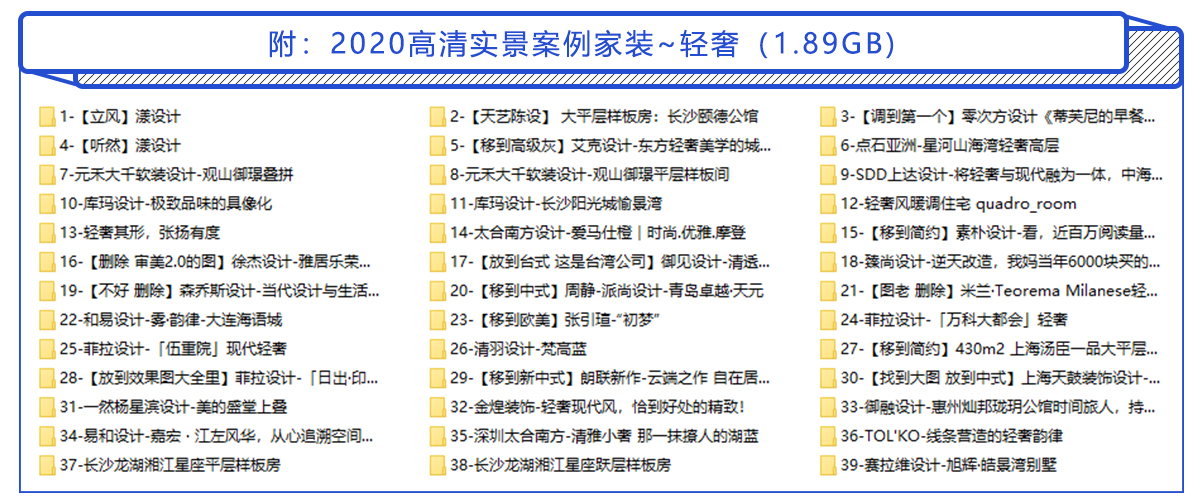 附：2020高清实景案例家装~轻奢（1.89GB）
1-【立风】漾设计
2-【天艺陈设】 大平层样板房：长沙颐德公馆
3-【调到第一个】零次方设计《蒂芙尼的早餐...
4-【听然】漾设计
5-【移到高级灰】艾克设计-东方轻奢美学的城...
6-点石亚洲-星河山海湾轻奢高层
7-元禾大千软装设计-观山御璟叠拼
8-元禾大千软装设计-观山御璟平层样板间
9-SDD上达设计-将轻奢与现代融为一体，中海...
10-库玛设计-极致品味的具像化
11-库玛设计-长沙阳光城愉景湾
12-轻奢风暖调住宅 quadro_room
13-轻奢其形，张扬有度
14-太合南方设计-爱马仕橙｜时尚.优雅.摩登
15-【移到简约】素朴设计-看，近百万阅读量...
16-【删除 审美2.0的图】徐杰设计-雅居乐荣...
17-【放到台式 这是台湾公司】御见设计-清透...
18-臻尚设计-逆天改造，我妈当年6000块买的...
19-【不好 删除】森乔斯设计-当代设计与生活...
20-【移到中式】周静-派尚设计-青岛卓越·天元
21-【图老 删除】米兰·Teorema Milanese轻...
22-和易设计-雾·韵律-大连海语城
23-【移到欧美】张引瑄-“初梦”
24-菲拉设计-「万科大都会」轻奢
25-菲拉设计-「伍重院」现代轻奢
26-清羽设计-梵高蓝
27-【移到简约】430m2 上海汤臣一品大平层...
28-【放到效果图大全里】菲拉设计-「日出·印...
29-【移到新中式】朗联新作-云端之作 自在居...
30-【找到大图 放到中式】上海天鼓装饰设计-...
31-一然杨星滨设计-美的盛堂上叠
32-金煌装饰-轻奢现代风，恰到好处的精致！
33-御融设计-惠州灿邦珑玥公馆时间旅人，持...
34-易和设计-嘉宏·江左风华，从心追溯空间...
35-深圳太合南方-清雅小奢 那一抹撩人的湖蓝
36-TOL'KO-线条营造的轻奢韵律
37-长沙龙湖湘江星座平层样板房
38-长沙龙湖湘江星座跃层样板房
39-赛拉维设计-旭辉·皓景湾别墅